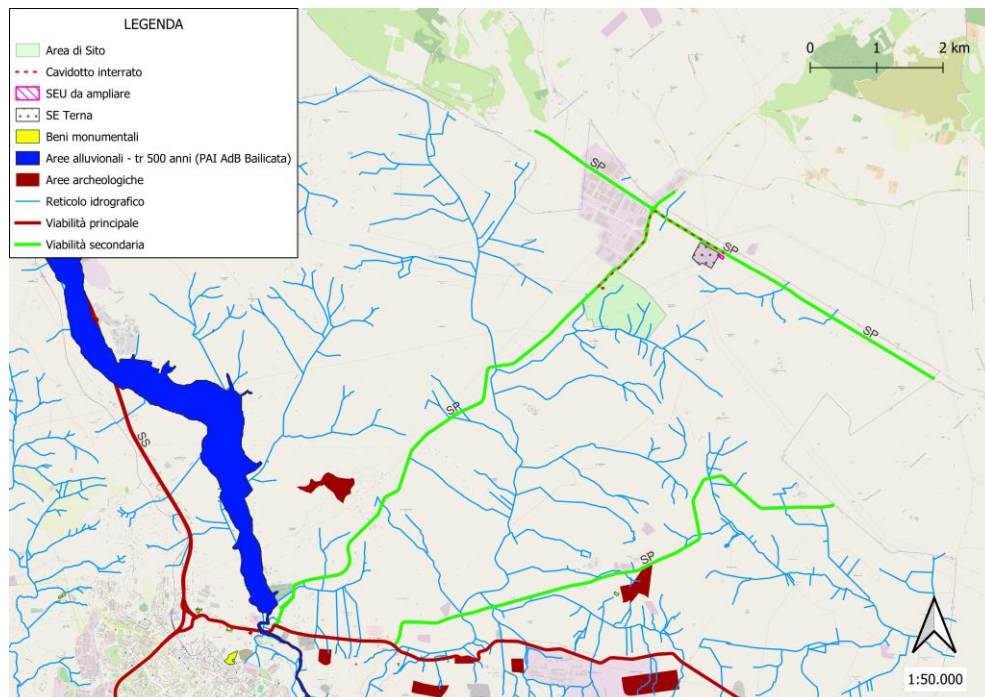 LEGENDA
Area di Sito
Cavidotto interrato
SEU da ampliare
SE Terna
Beni monumentali
Aree alluvionali - tr 500 anni (PAI AdB Bailicata)
Aree archeologiche
Reticolo idrografico
Viabilità principale
Viabilità secondaria
0 1 2 km
SP
SP
SP
SP
SS
SP
1:50.000